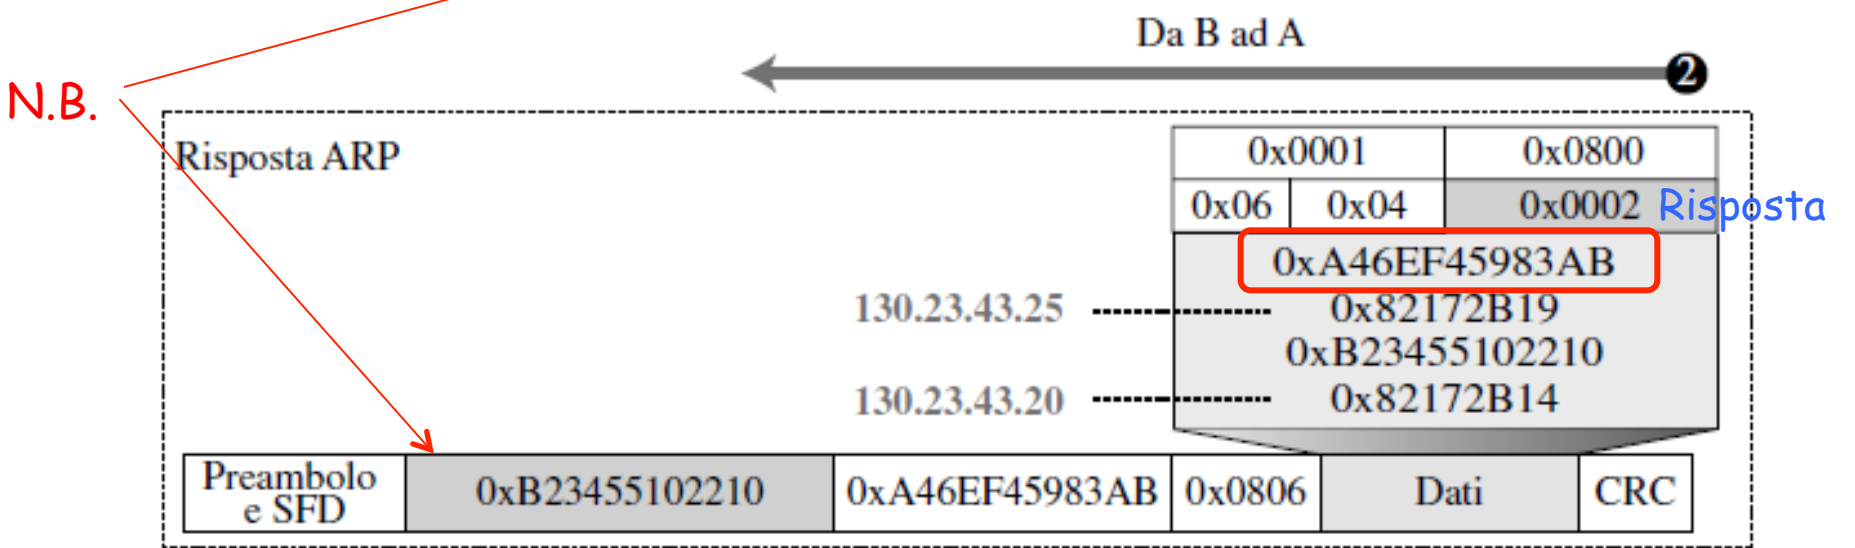 Da B ad A
2
N.B.
Risposta ARP
0x0001 0x0800
0x06 0x04 0x0002 Risposta
0xA46EF45983AB
130.23.43.25 0x82172B19
0xB23455102210
130.23.43.20 0x82172B14
Preambolo
e SFD
0xB23455102210 0xA46EF45983AB 0x0806 Dati CRC